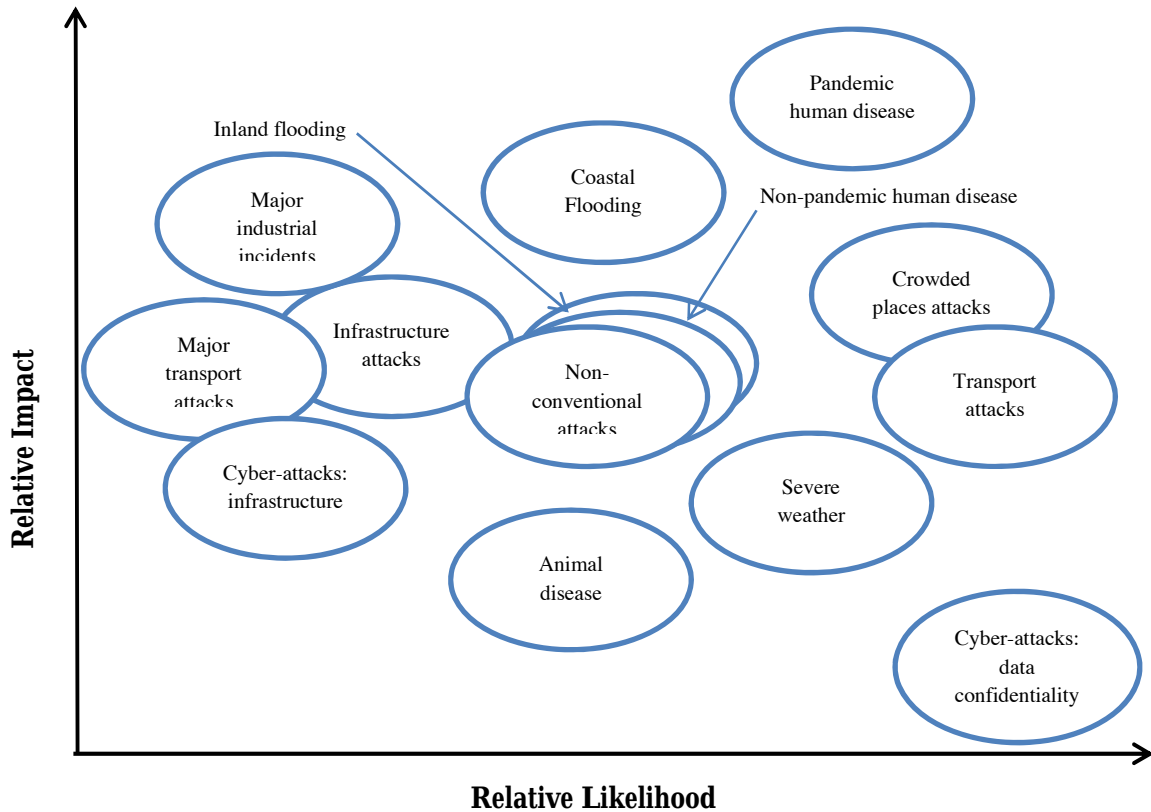 Pandemic
human disease
Inland flooding
Coastal
Flooding
Non-pandemic human disease
Major
industrial
incidents
Crowded
places attacks
Infrastructure
attacks
Major
transport
attacks
Non-
conventional
attacks
Transport
attacks
Cyber-attacks:
infrastructure
Severe
weather
Animal
disease
Cyber-attacks:
data
confidentiality
Relative Impact
Relative Likelihood